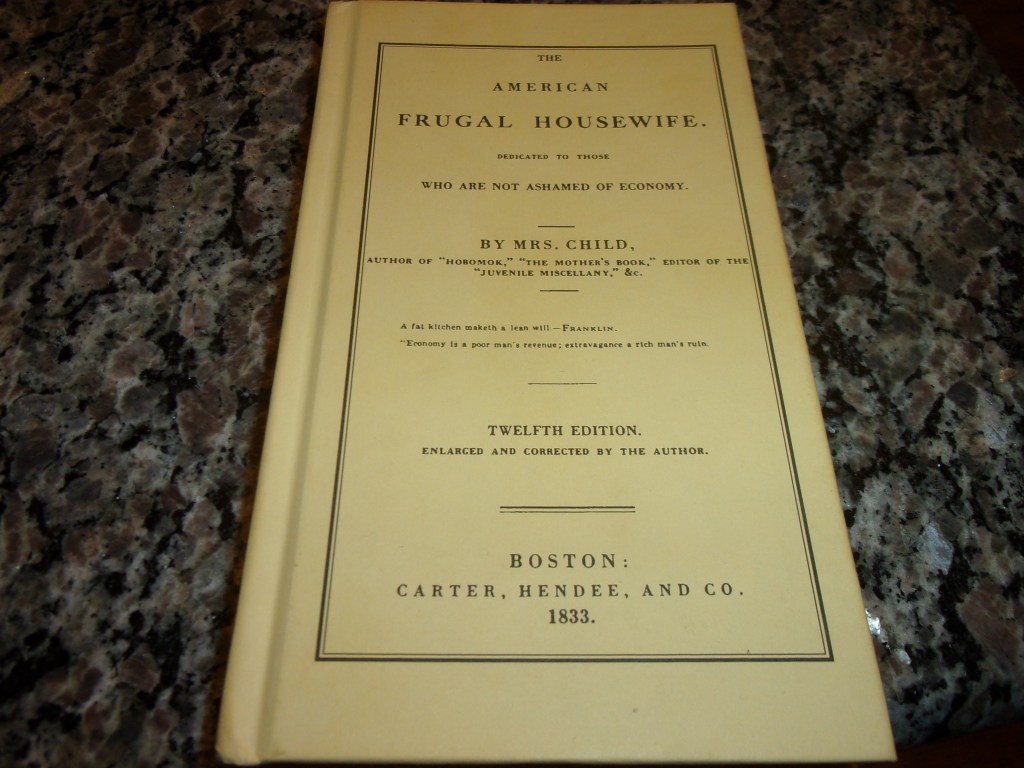 THE
AMERICAN
FRUGAL HOUSEWIFE.
DEDICATED TO THOSE
WHO ARE NOT ASHAMED OF ECONOMY.
BY MRS. CHILD,
AUTHOR OF "HOBOMOK," "THE MOTHER'S BOOK," EDITOR OF THE
"JUVENILE MISCELLANY," &c.
A fat kitchen maketh a lean will.—FRANKLIN.
"Economy is a poor man's revenue; extravagance a rich man's ruin.
TWELFTH EDITION.
ENLARGED AND CORRECTED BY THE AUTHOR.
BOSTON:
CARTER, HENDEE, AND CO.
1833.